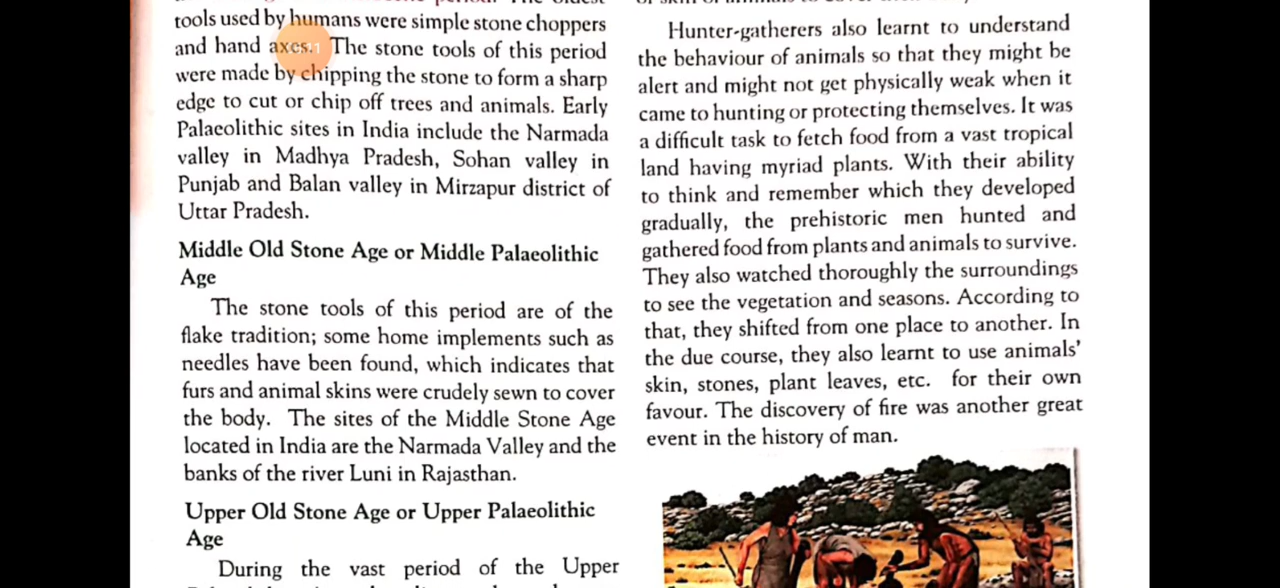 tools used by humans were simple stone choppers
and hand axes. The stone tools of this period
were made by chipping the stone to form a sharp
edge to cut or chip off trees and animals. Early
Palaeolithic sites in India include the Narmada
valley in Madhya Pradesh, Sohan valley in
Punjab and Balan valley in Mirzapur district of
Uttar Pradesh.
Middle Old Stone Age or Middle Palaeolithic
Age
The stone tools of this period are of the
flake tradition; some home implements such as
needles have been found, which indicates that
furs and animal skins were crudely sewn to cover
the body. The sites of the Middle Stone Age
located in India are the Narmada Valley and the
banks of the river Luni in Rajasthan.
Upper Old Stone Age or Upper Palaeolithic
Age
During the vast period of the Upper
Hunter-gatherers also learnt to understand
the behaviour of animals so that they might be
alert and might not get physically weak when it
came to hunting or protecting themselves. It was
a difficult task to fetch food from a vast tropical
land having myriad plants. With their ability
to think and remember which they developed
gradually, the prehistoric men hunted and
gathered food from plants and animals to survive.
They also watched thoroughly the surroundings
to see the vegetation and seasons. According to
that, they shifted from one place to another. In
the due course, they also learnt to use animals'
skin, stones, plant leaves, etc. for their own
favour. The discovery of fire was another great
event in the history of man.